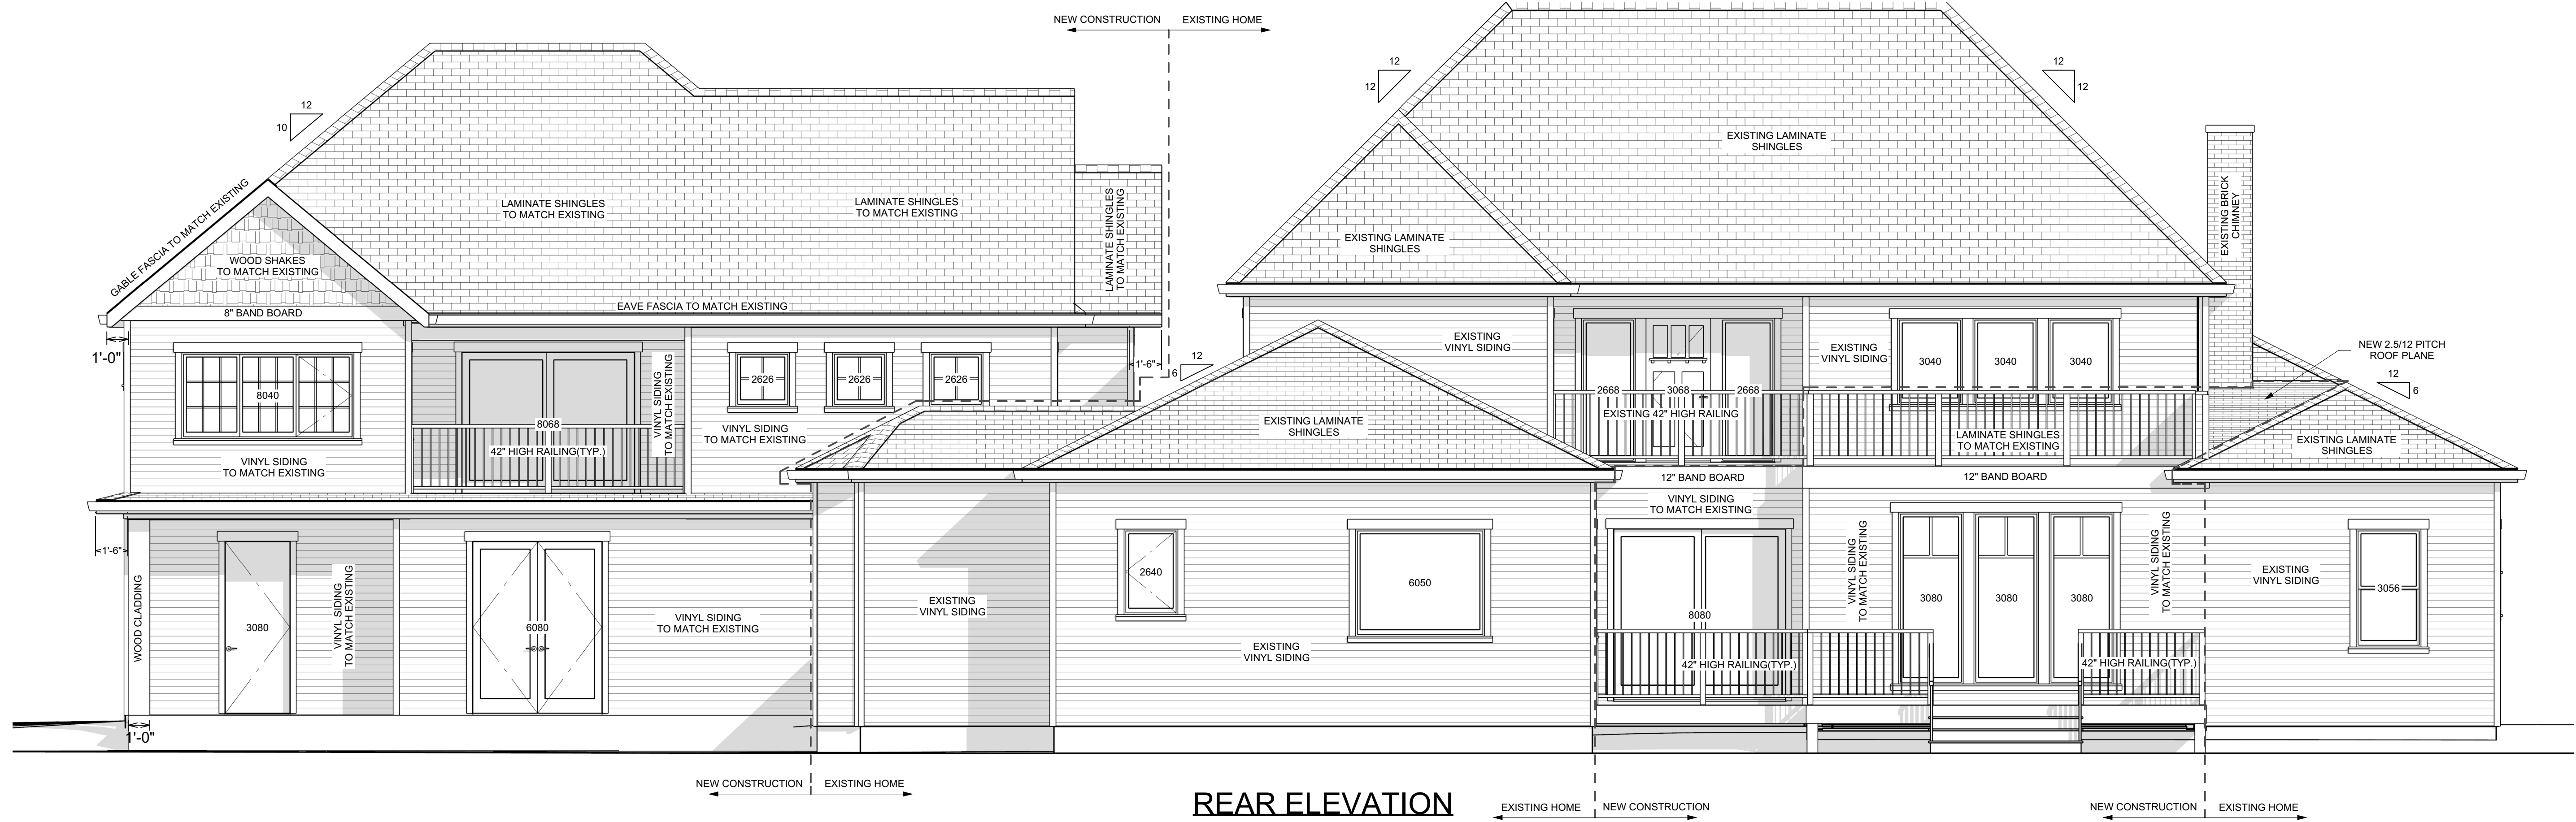 NEW CONSTRUCTION
EXISTING HOME
12
10
12
12
12
12
GABLE FASCIA TO MATCH EXISTING
WOOD SHAKES
TO MATCH EXISTING
LAMINATE SHINGLES
TO MATCH EXISTING
LAMINATE SHINGLES
TO MATCH EXISTING
LAMINATE SHINGLES
TO MATCH EXISTING
EXISTING LAMINATE
SHINGLES
EXISTING LAMINATE
SHINGLES
EXISTING BRICK
CHIMNEY
EAVE FASCIA TO MATCH EXISTING
8" BAND BOARD
1'-0"
8040
VINYL SIDING
TO MATCH EXISTING
8068
42" HIGH RAILING(TYP.)
VINYL SIDING
TO MATCH EXISTING
2626
2626
2626
VINYL SIDING
TO MATCH EXISTING
1'-6"
12
6
EXISTING LAMINATE
SHINGLES
EXISTING
VINYL SIDING
2668
3068
2668
EXISTING 42" HIGH RAILING
EXISTING
VINYL SIDING
3040
3040
3040
LAMINATE SHINGLES
TO MATCH EXISTING
NEW 2.5/12 PITCH
ROOF PLANE
12
6
EXISTING LAMINATE
SHINGLES
12" BAND BOARD
12" BAND BOARD
VINYL SIDING
TO MATCH EXISTING
1'-6"
WOOD CLADDING
3080
VINYL SIDING
TO MATCH EXISTING
6080
VINYL SIDING
TO MATCH EXISTING
EXISTING
VINYL SIDING
2640
6050
EXISTING
VINYL SIDING
8080
42" HIGH RAILING(TYP.)
VINYL SIDING
TO MATCH EXISTING
3080
3080
3080
VINYL SIDING
TO MATCH EXISTING
42" HIGH RAILING(TYP.)
EXISTING
VINYL SIDING
3056
1'-0"
NEW CONSTRUCTION
EXISTING HOME
REAR ELEVATION
EXISTING HOME
NEW CONSTRUCTION
NEW CONSTRUCTION
EXISTING HOME